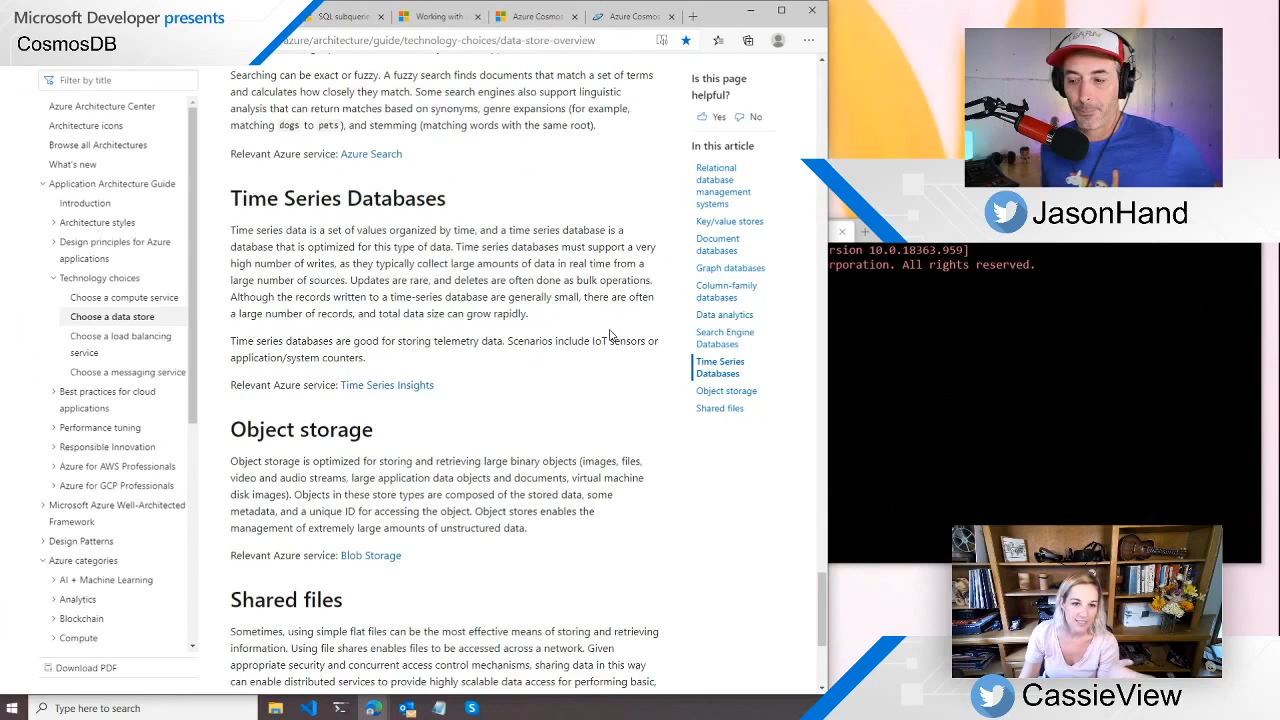 Microsoft Developer presents
CosmosDB
SQL subquerie
Working with
Azure Cosmos
Azure Cosmos
azure/architecture/guide/technology-choices/data-store-overview
Filter by title
Azure Architecture Center
Architecture icons
Browse all Architectures
What's new
Application Architecture Guide
Introduction
Architecture styles
Design principles for Azure
applications
Technology choices
Choose a compute service
Choose a data store
Choose a load balancing
service
Choose a messaging service
Best practices for cloud
applications
Performance tuning
Responsible Innovation
Azure for AWS Professionals
Azure for GCP Professionals
Microsoft Azure Well-Architected
Framework
Design Patterns
Azure categories
AI + Machine Learning
Analytics
Blockchain
Compute
Download PDF
Searching can be exact or fuzzy. A fuzzy search finds documents that match a set of terms
and calculates how closely they match. Some search engines also support linguistic
analysis that can return matches based on synonyms, genre expansions (for example,
matching dogs to pets), and stemming (matching words with the same root).
Relevant Azure service: Azure Search
Time Series Databases
Time series data is a set of values organized by time, and a time series database is a
database that is optimized for this type of data. Time series databases must support a very
high number of writes, as they typically collect large amounts of data in real time from a
large number of sources. Updates are rare, and deletes are often done as bulk operations.
Although the records written to a time-series database are generally small, there are often
a large number of records, and total data size can grow rapidly.
Time series databases are good for storing telemetry data. Scenarios include IoT sensors or
application/system counters.
Relevant Azure service: Time Series Insights
Object storage
Object storage is optimized for storing and retrieving large binary objects (images, files,
video and audio streams, large application data objects and documents, virtual machine
disk images). Objects in these store types are composed of the stored data, some
metadata, and a unique ID for accessing the object. Object stores enables the
management of extremely large amounts of unstructured data.
Relevant Azure service: Blob Storage
Shared files
Sometimes, using simple flat files can be the most effective means of storing and retrieving
information. Using file shares enables files to be accessed across a network. Given
appropriate security and concurrent access control mechanisms, sharing data in this way
can enable distributed services to provide highly scalable data access for performing basic,
Is this page
helpful?
Yes No
In this article
Relational
database
management
systems
Key/value stores
Document
databases
Graph databases
Column-family
databases
Data analytics
Search Engine
Databases
Time Series
Databases
Object storage
Shared files
LEARN
JasonHand
rsion 10.0.18363.959]
rporation. All rights reserved.
CassieView
Type here to search